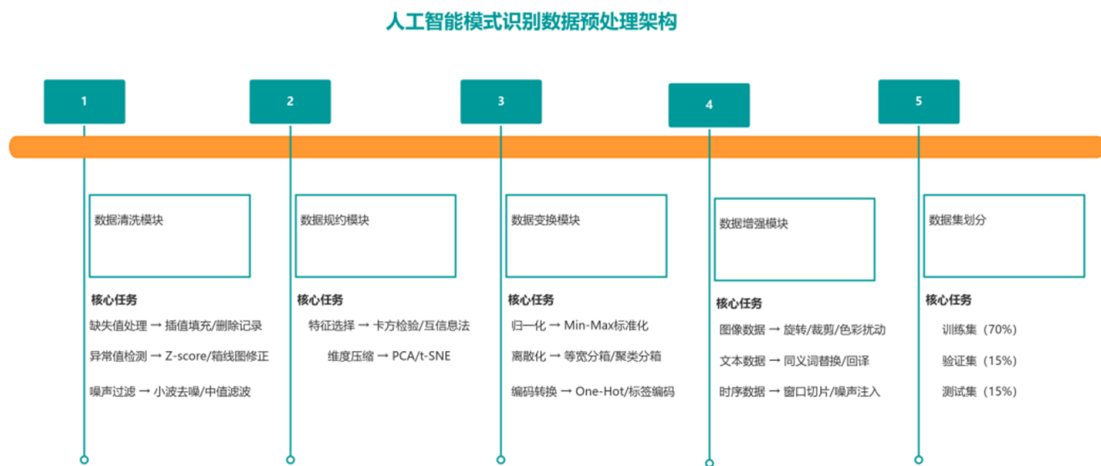 人工智能模式识别数据预处理架构
1
2
3
4
5
数据清洗模块
核心任务
缺失值处理 → 插值填充/删除记录
异常值检测 → Z-score/箱线图修正
噪声过滤 → 小波去噪/中值滤波
数据规约模块
核心任务
特征选择 → 卡方检验/互信息法
维度压缩 → PCA/t-SNE
数据变换模块
核心任务
归一化 → Min-Max标准化
离散化 → 等宽分箱/聚类分箱
编码转换 → One-Hot/标签编码
数据增强模块
核心任务
图像数据 → 旋转/裁剪/色彩扰动
文本数据 → 同义词替换/回译
时序数据 → 窗口切片/噪声注入
数据集划分
核心任务
训练集（70%）
验证集（15%）
测试集（15%）